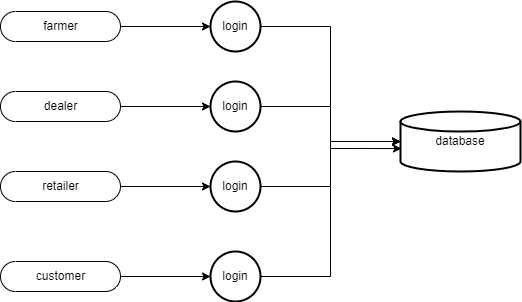 farmer
login
dealer
login
database
retailer
login
customer
login